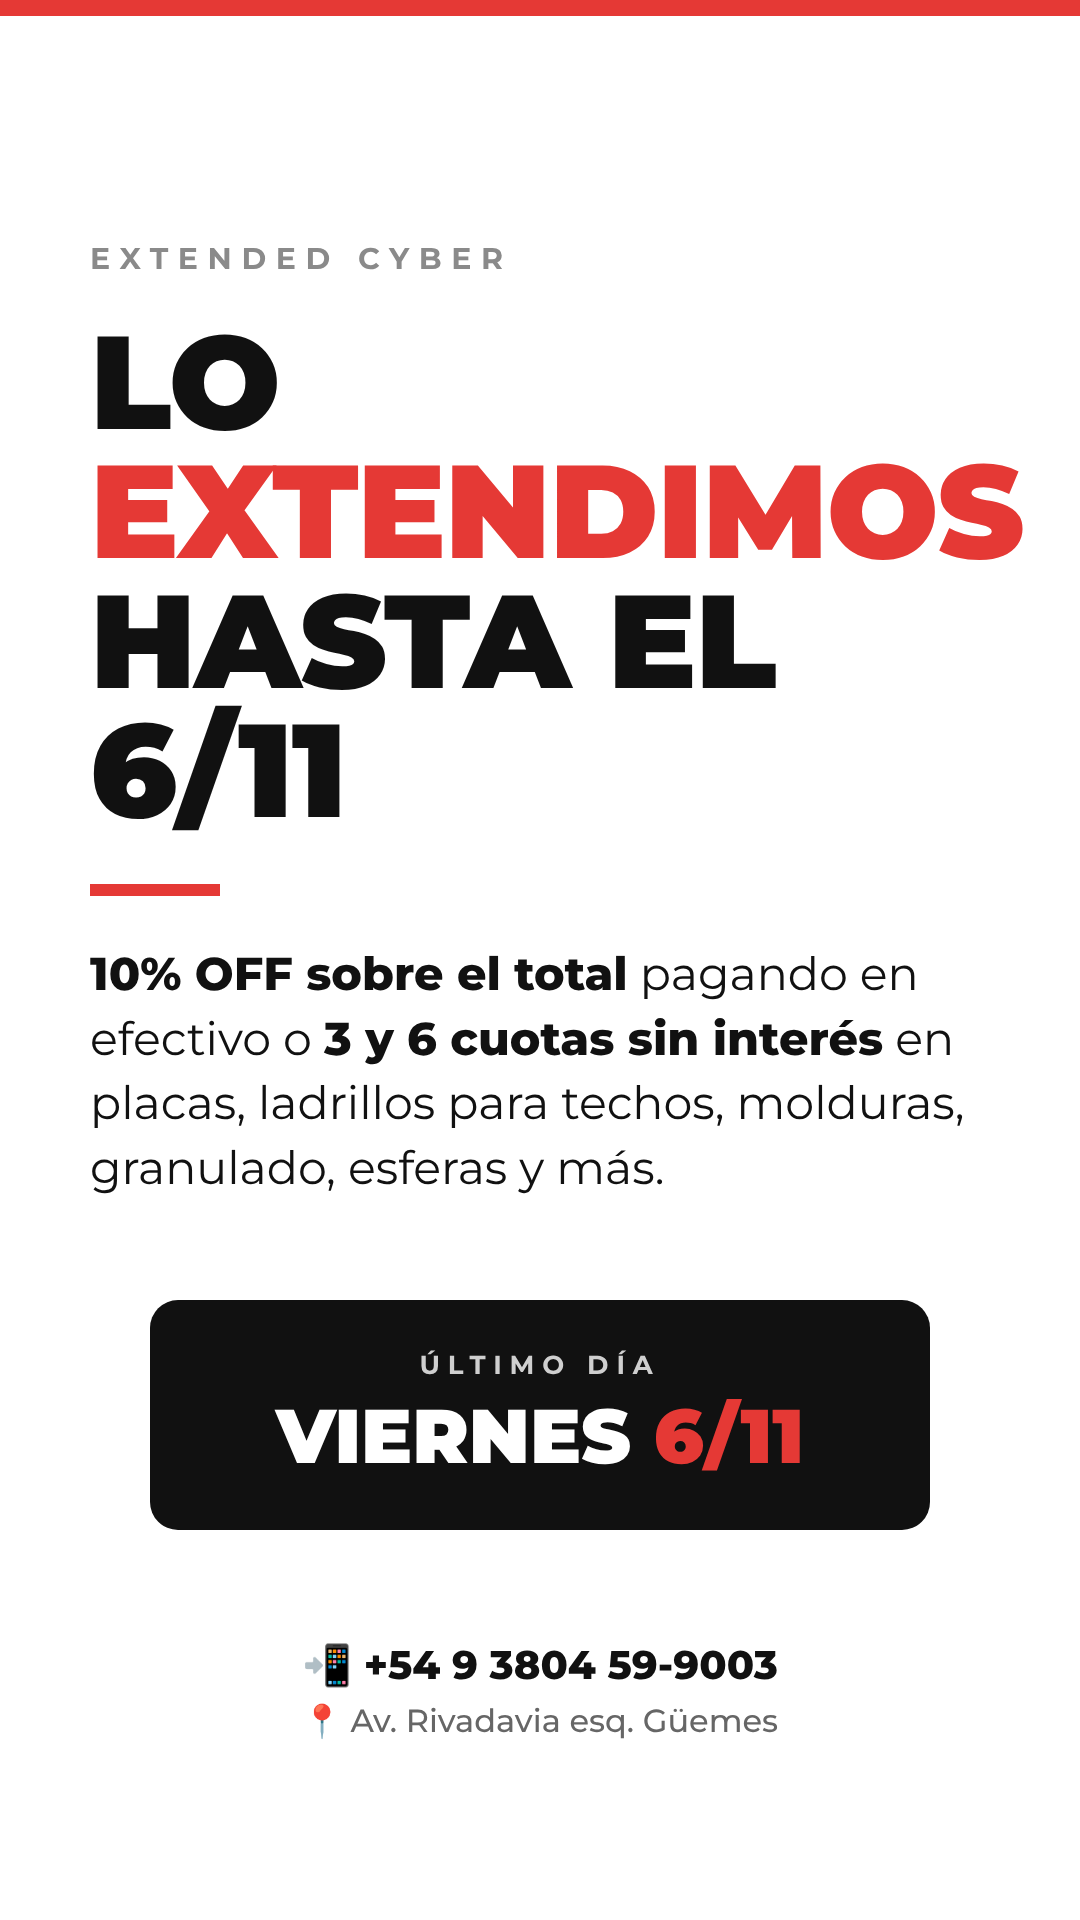 EXTENDED CYBER
LO
EXTENDIMOS
HASTA EL
6/11
10% OFF sobre el total pagando en
efectivo o 3 y 6 cuotas sin interés en
placas, ladrillos para techos, molduras,
granulado, esferas y más.
ÚLTIMO DÍA
VIERNES 6/11
📲 +54 9 3804 59-9003
📍 Av. Rivadavia esq. Güemes